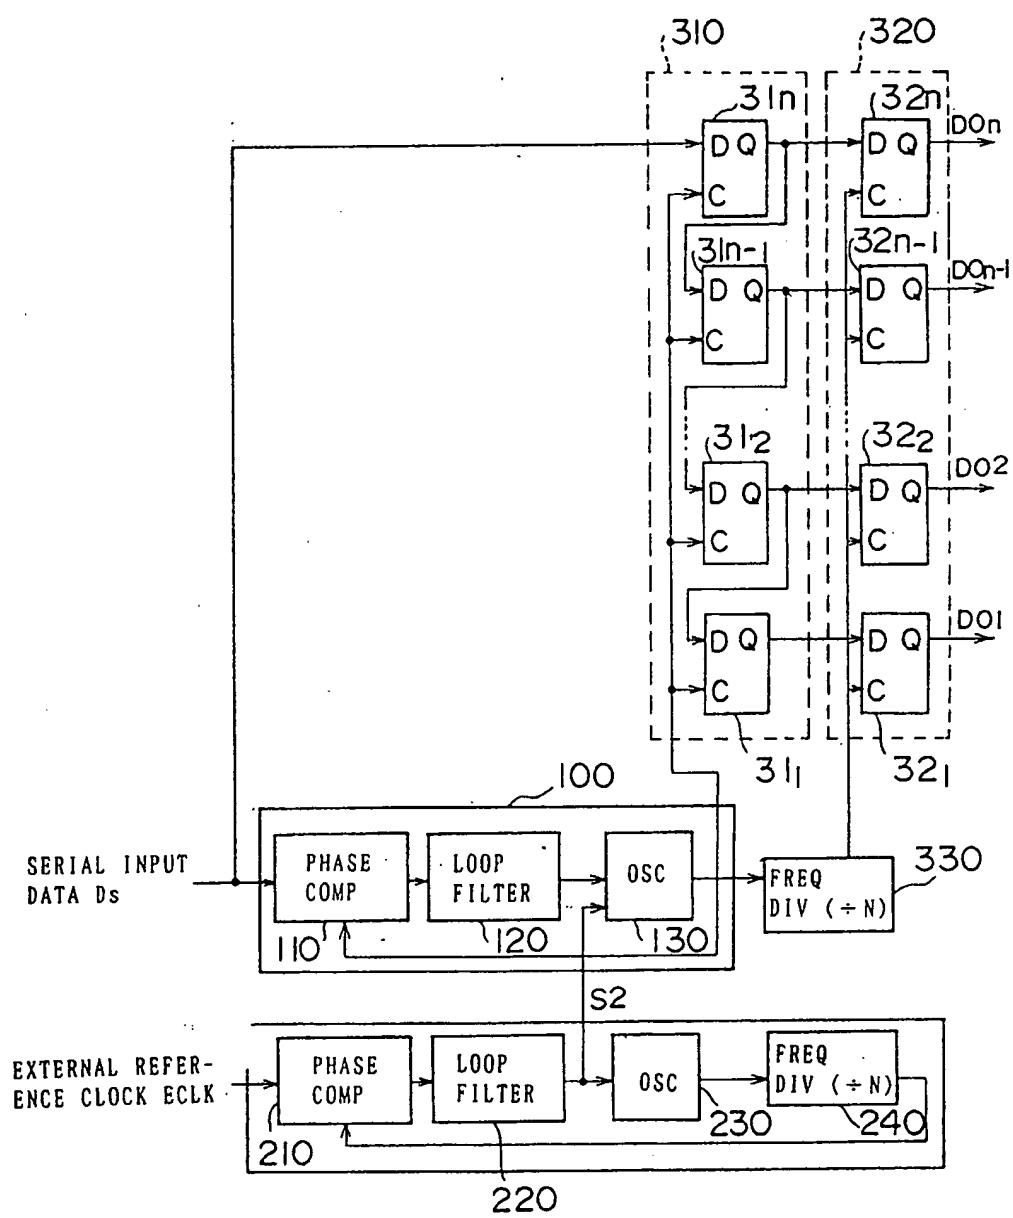 310
320
31n
32n
DOn
D Q
D Q
C
C
31n-1
32n-1
DOn-1
D Q
D Q
C
C
31₂
32₂
DO2
D Q
D Q
C
C
DO1
D Q
D Q
C
C
31₁
32₁
100
SERIAL INPUT
DATA Ds
PHASE
COMP
LOOP
FILTER
OSC
FREQ
DIV (÷N)
330
110
120
130
S2
EXTERNAL REFER-
ENCE CLOCK ECLK
PHASE
COMP
LOOP
FILTER
OSC
FREQ
DIV (÷N)
210
230
240
220